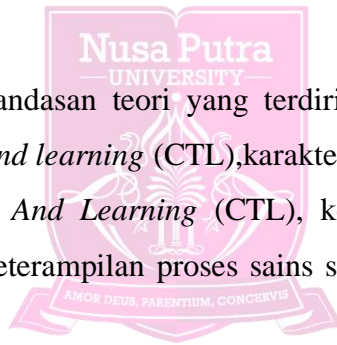 Nusa Putra
UNIVERSITY
andasan teori yang terdiri
nd learning (CTL),karakte
And Learning (CTL), k
eterampilan proses sains s
AMOR DEUS, PARENTIUM, CONCERVIS